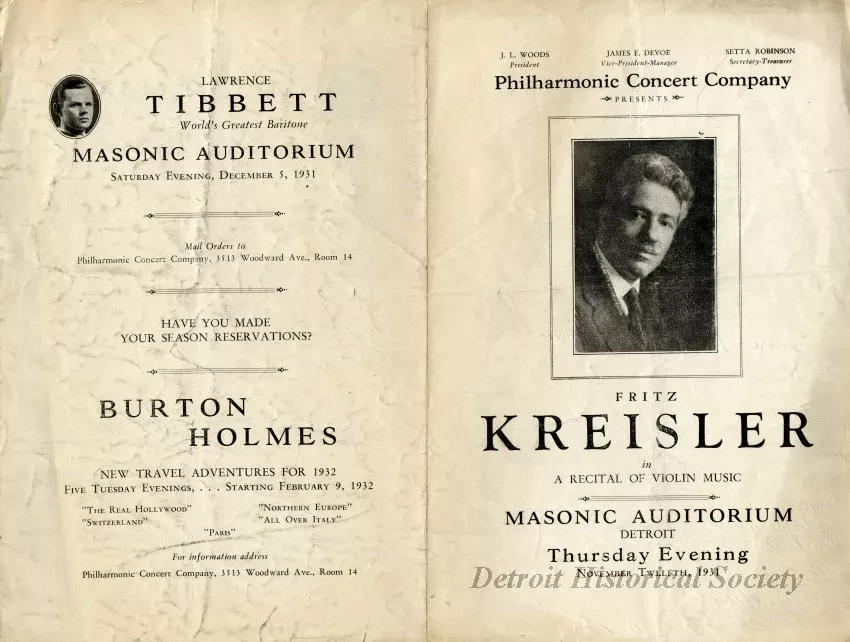 LAWRENCE
TIBBETT
World's Greatest Baritone
MASONIC AUDITORIUM
Saturday Evening, December 5, 1931
Mail Orders to
Philharmonic Concert Company, 3513 Woodward Ave., Room 14
HAVE YOU MADE
YOUR SEASON RESERVATIONS?
BURTON
HOLMES
NEW TRAVEL ADVENTURES FOR 1932
Five Tuesday Evenings, . . . Starting February 9, 1932
"The Real Hollywood" "Northern Europe"
"Switzerland" "All Over Italy"
"Paris"
For information address
Philharmonic Concert Company, 3513 Woodward Ave., Room 14
J. L. WOODS JAMES E. DEVOE SETTA ROBINSON
President Vice-President-Manager Secretary-Treasurer
Philharmonic Concert Company
PRESENTS
FRITZ
KREISLER
in
A RECITAL OF VIOLIN MUSIC
MASONIC AUDITORIUM
DETROIT
Thursday Evening
November Twelfth, 1931
Detroit Historical Society